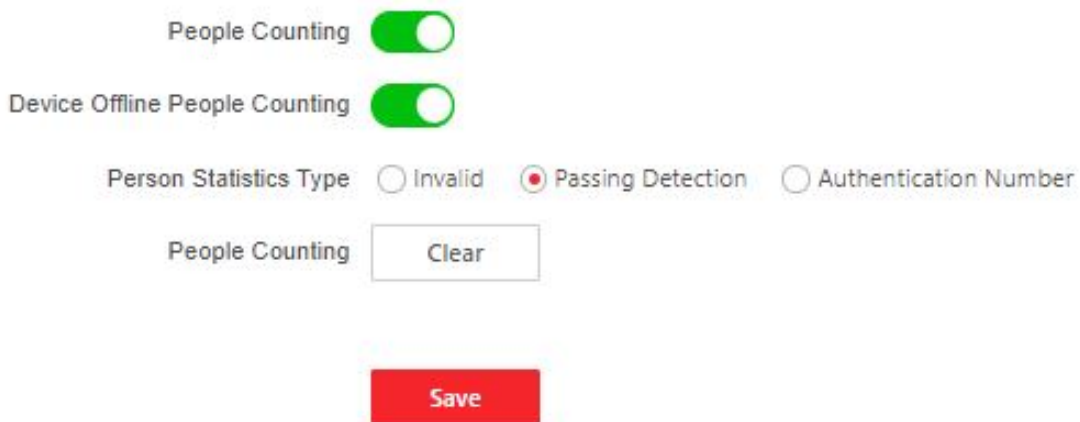 People Counting
Device Offline People Counting
Person Statistics Type Invalid Passing Detection Authentication Number
People Counting Clear
Save